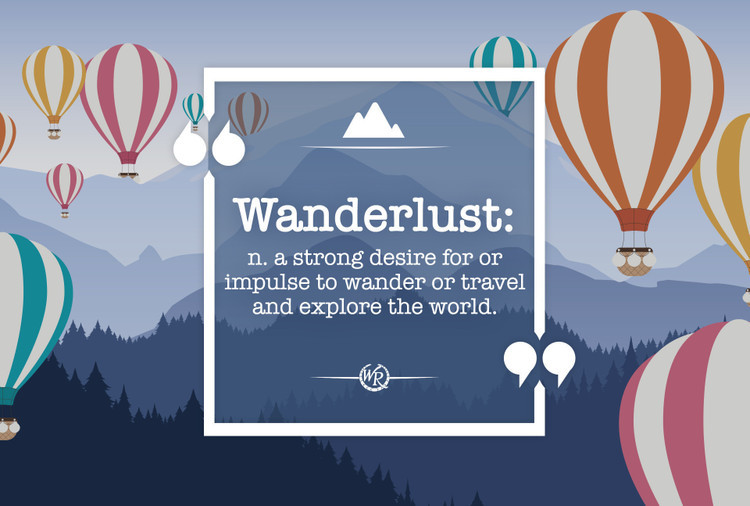 Wanderlust:
n. a strong desire for or
impulse to wander or travel
and explore the world.
WR